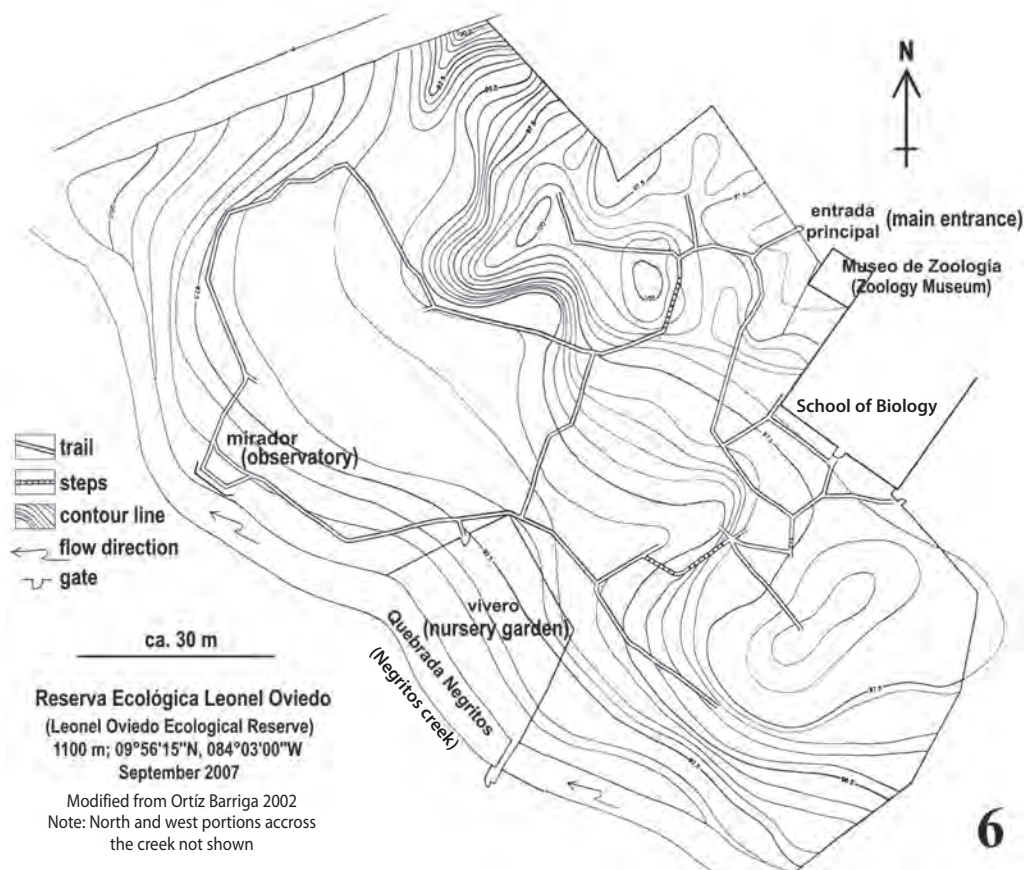 N
entrada
principal (main entrance)
Museo de Zoología
(Zoology Museum)
School of Biology
mirador
(observatory)
trail
steps
contour line
flow direction
gate
vivero
(nursery garden)
Quebrada Negritos
(Negritos creek)
ca. 30 m
Reserva Ecológica Leonel Oviedo
(Leonel Oviedo Ecological Reserve)
1100 m; 09°56'15"N, 084°03'00"W
September 2007
Modified from Ortíz Barriga 2002
Note: North and west portions accross
the creek not shown
6